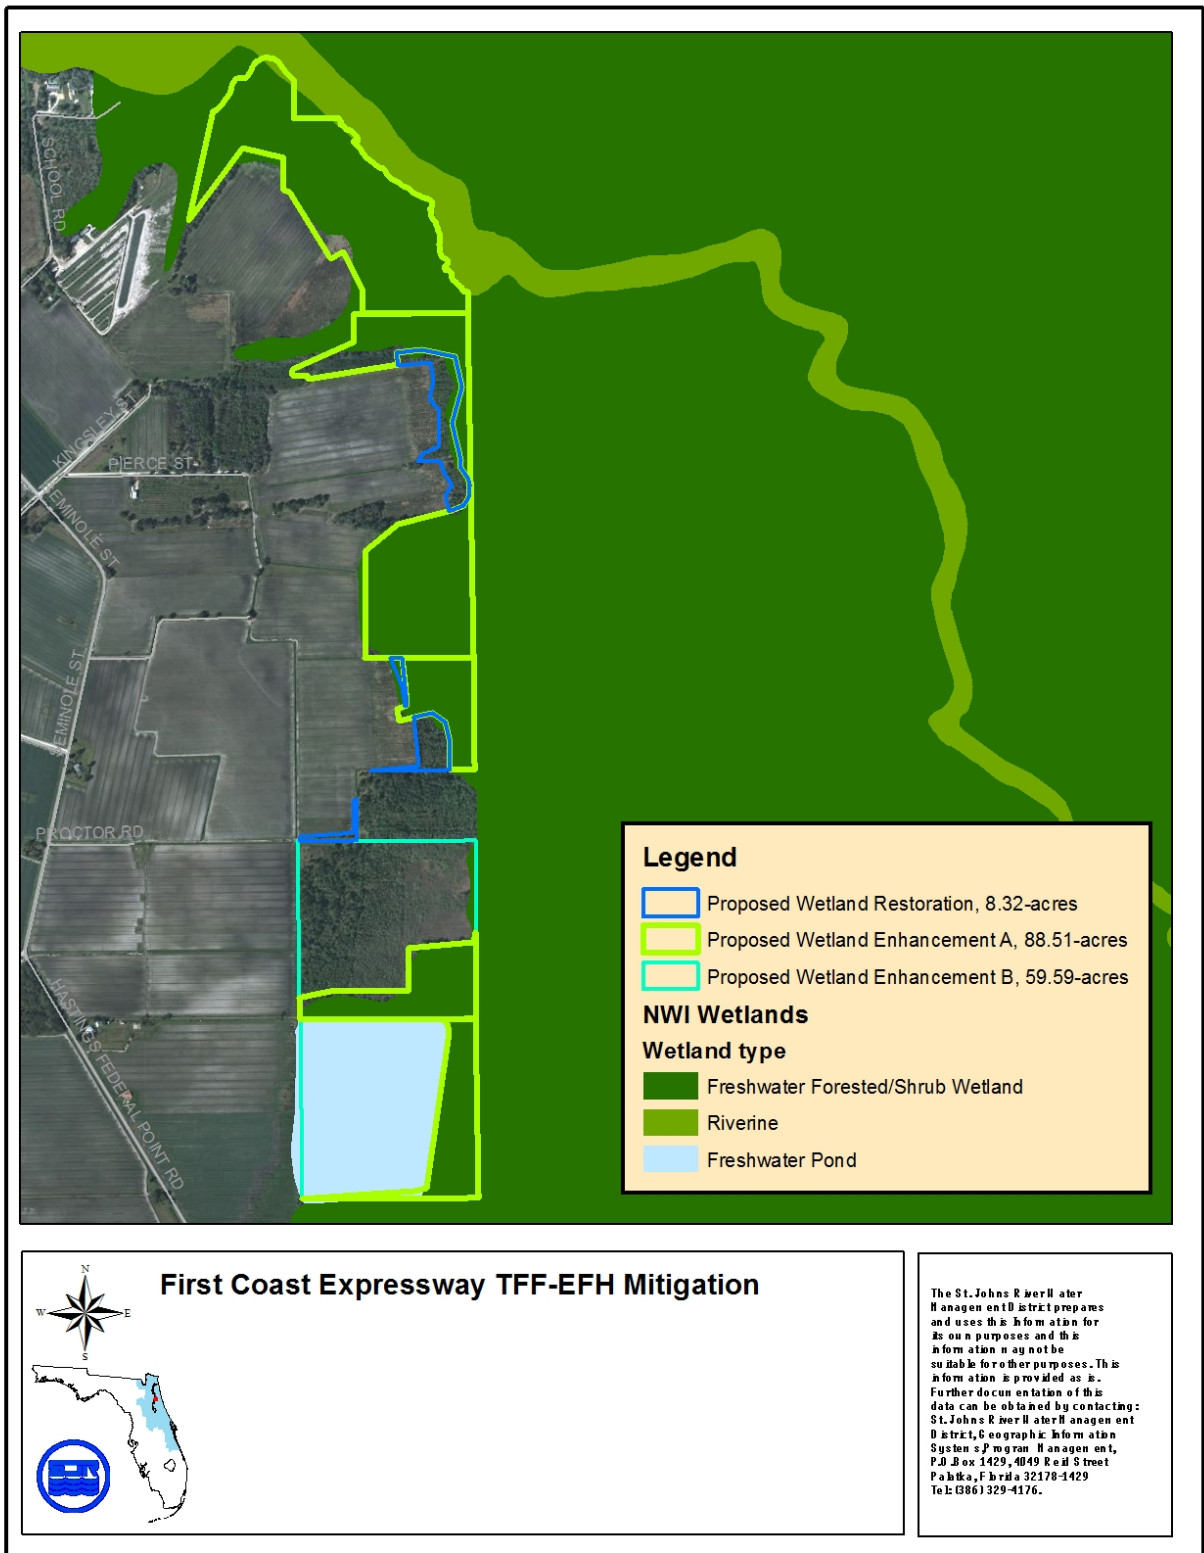 SCHOOL RD
KINGSLEY ST
PIERCE ST
SEMINOLE ST
SEMINOLE ST
PROCTOR RD
HASTINGS FEDERAL POINT RD
Legend
Proposed Wetland Restoration, 8.32-acres
Proposed Wetland Enhancement A, 88.51-acres
Proposed Wetland Enhancement B, 59.59-acres
NWI Wetlands
Wetland type
Freshwater Forested/Shrub Wetland
Riverine
Freshwater Pond
First Coast Expressway TFF-EFH Mitigation
N
W E
S
The St. Johns River Water
Management District prepares
and uses this information for
its own purposes and this
information may not be
suitable for other purposes. This
information is provided as is.
Further documentation of this
data can be obtained by contacting:
St. Johns River Water Management
District, Geographic Information
Systems, Program Management,
P.O. Box 1429, 4049 Reid Street
Palatka, Florida 32178-1429
Tel: (386) 329-4176.